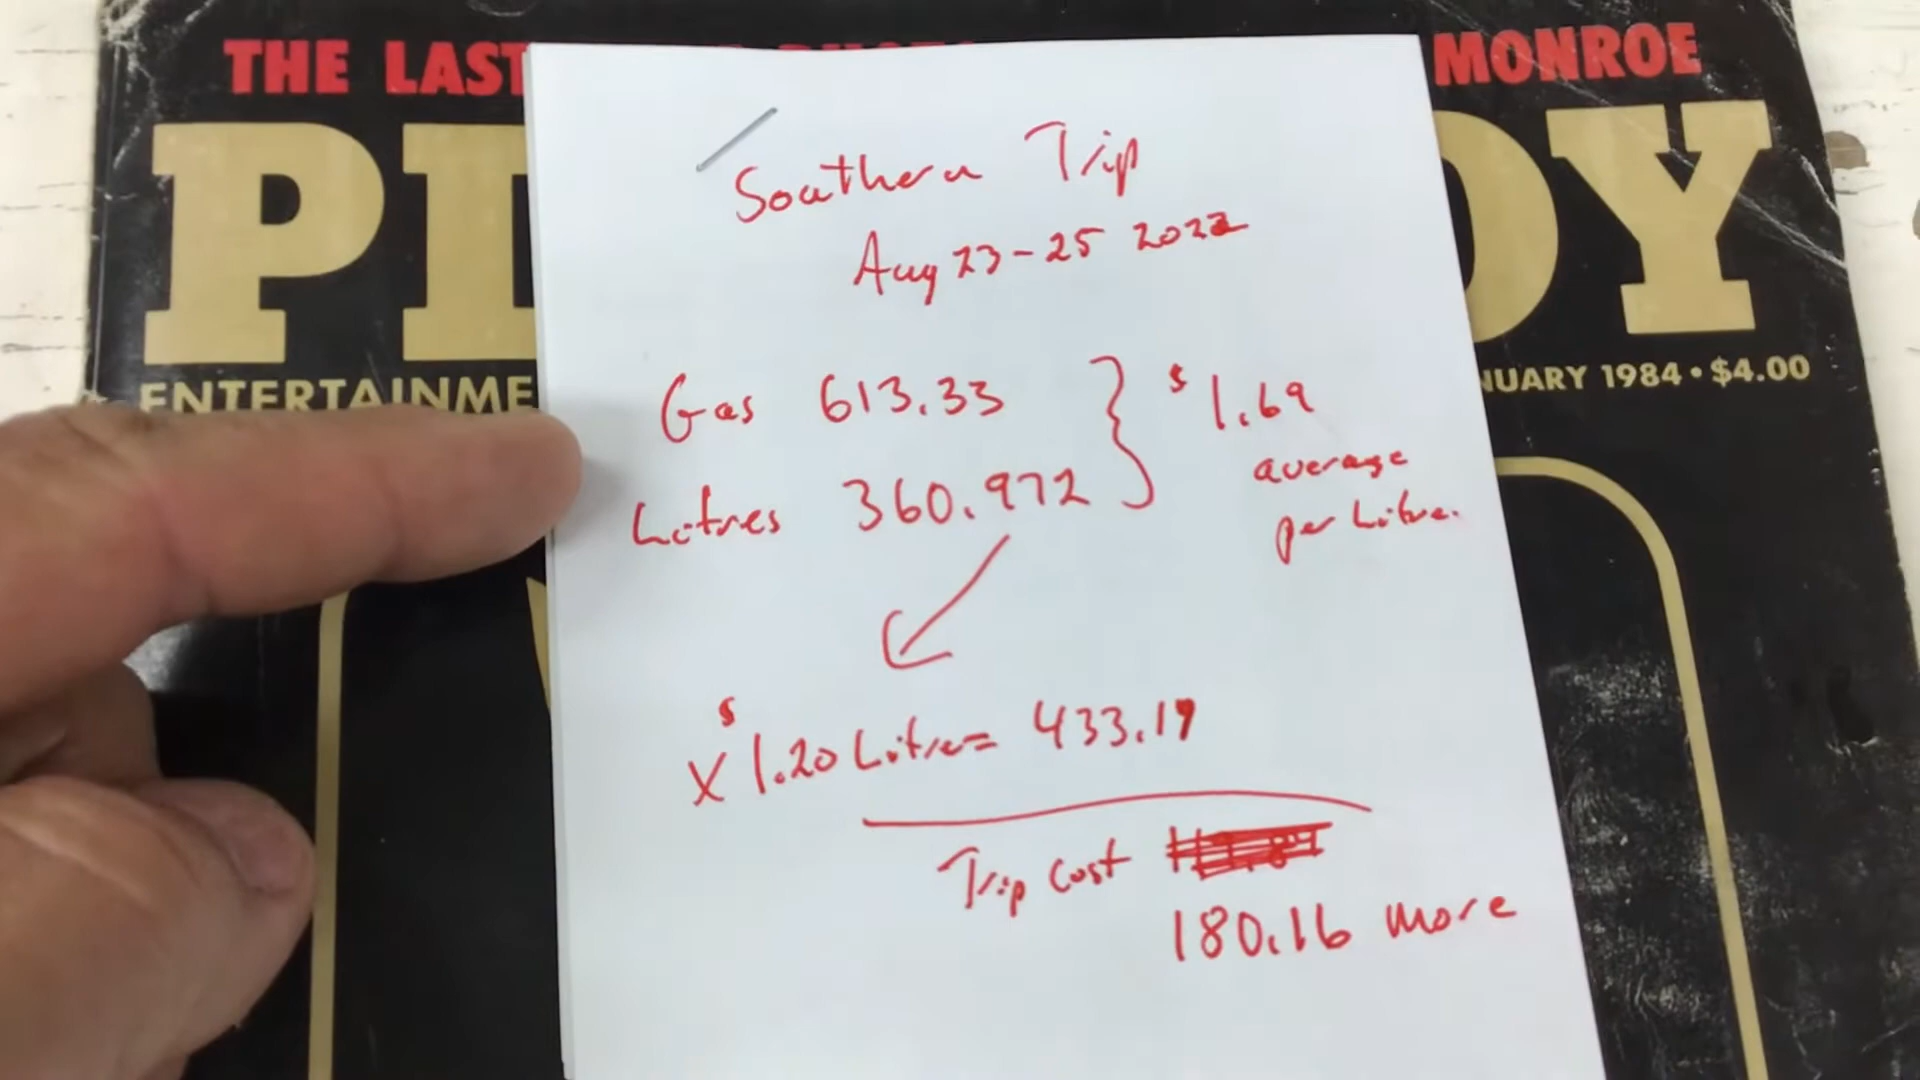 THE LAST MONROE
PL OY
ENTERTAINME NUARY 1984 • $4.00
Southern Trip
Aug 23-25 2022
Gas 613.33 } $1.69
Litres 360.972 average
per Litre.
$
x 1.20 Litre= 433.17
Trip cost
180.16 more